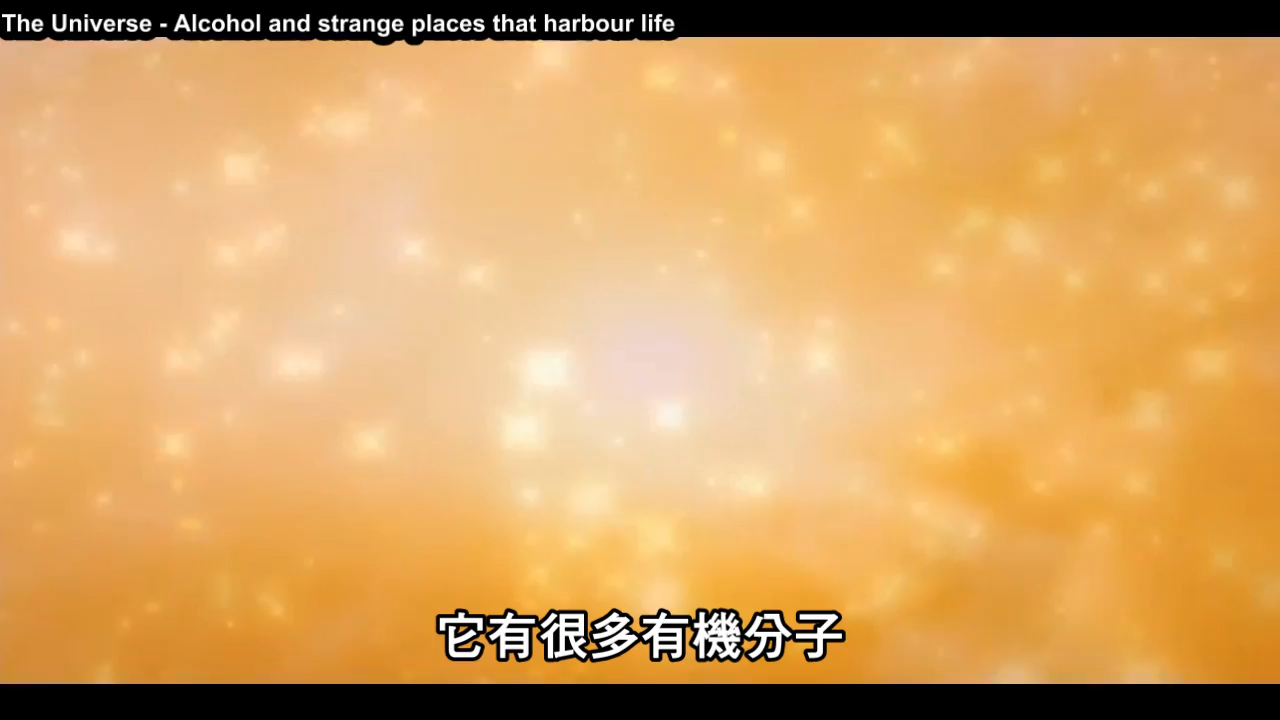 The Universe - Alcohol and strange places that harbour life
它有很多有機分子